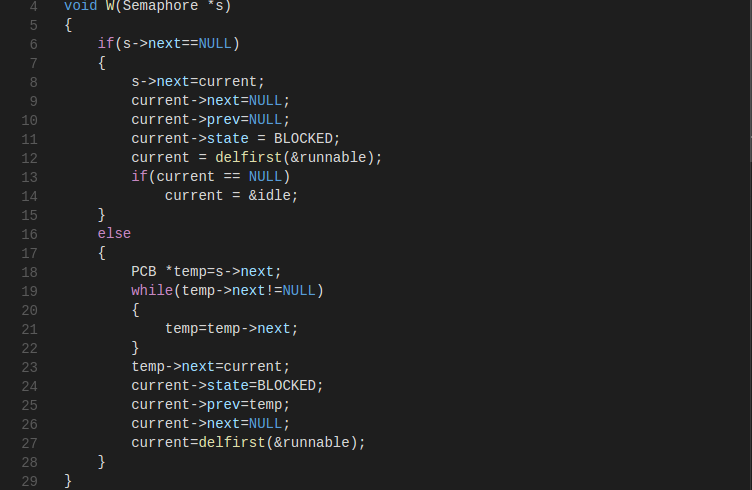 4 void W(Semaphore *s)
5 {
6     if(s->next==NULL)
7     {
8         s->next=current;
9         current->next=NULL;
10         current->prev=NULL;
11         current->state = BLOCKED;
12         current = delfirst(&runnable);
13         if(current == NULL)
14             current = &idle;
15     }
16     else
17     {
18         PCB *temp=s->next;
19         while(temp->next!=NULL)
20         {
21             temp=temp->next;
22         }
23         temp->next=current;
24         current->state=BLOCKED;
25         current->prev=temp;
26         current->next=NULL;
27         current=delfirst(&runnable);
28     }
29 }